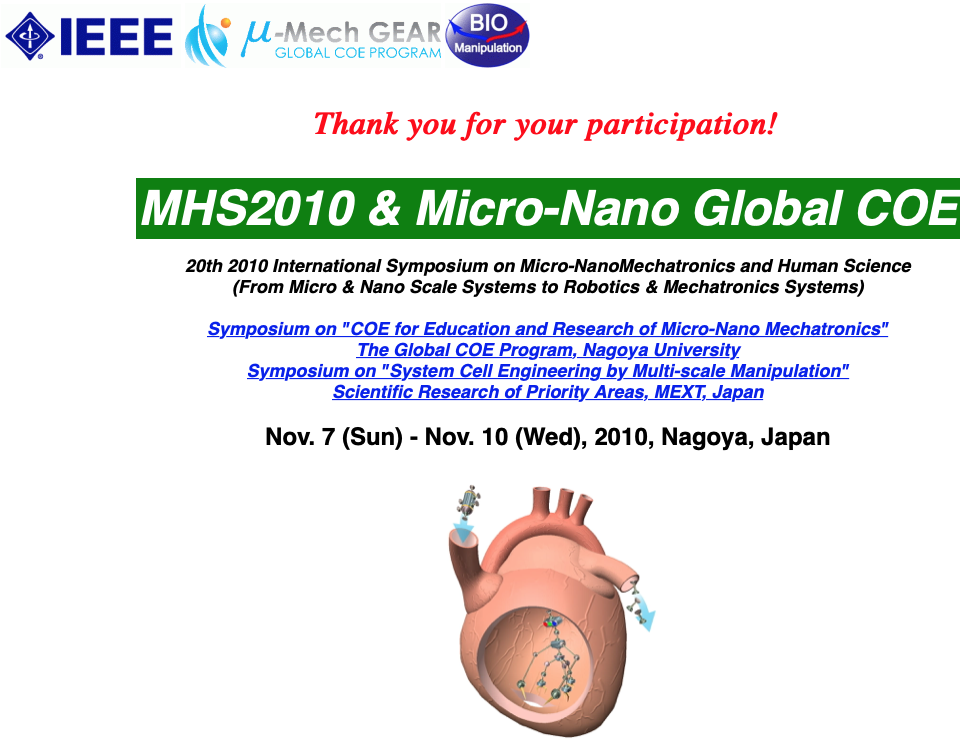 IEEE
μ-Mech GEAR
GLOBAL COE PROGRAM
BIO
Manipulation
Thank you for your participation!
MHS2010 & Micro-Nano Global COE
20th 2010 International Symposium on Micro-NanoMechatronics and Human Science
(From Micro & Nano Scale Systems to Robotics & Mechatronics Systems)
Symposium on "COE for Education and Research of Micro-Nano Mechatronics"
The Global COE Program, Nagoya University
Symposium on "System Cell Engineering by Multi-scale Manipulation"
Scientific Research of Priority Areas, MEXT, Japan
Nov. 7 (Sun) - Nov. 10 (Wed), 2010, Nagoya, Japan